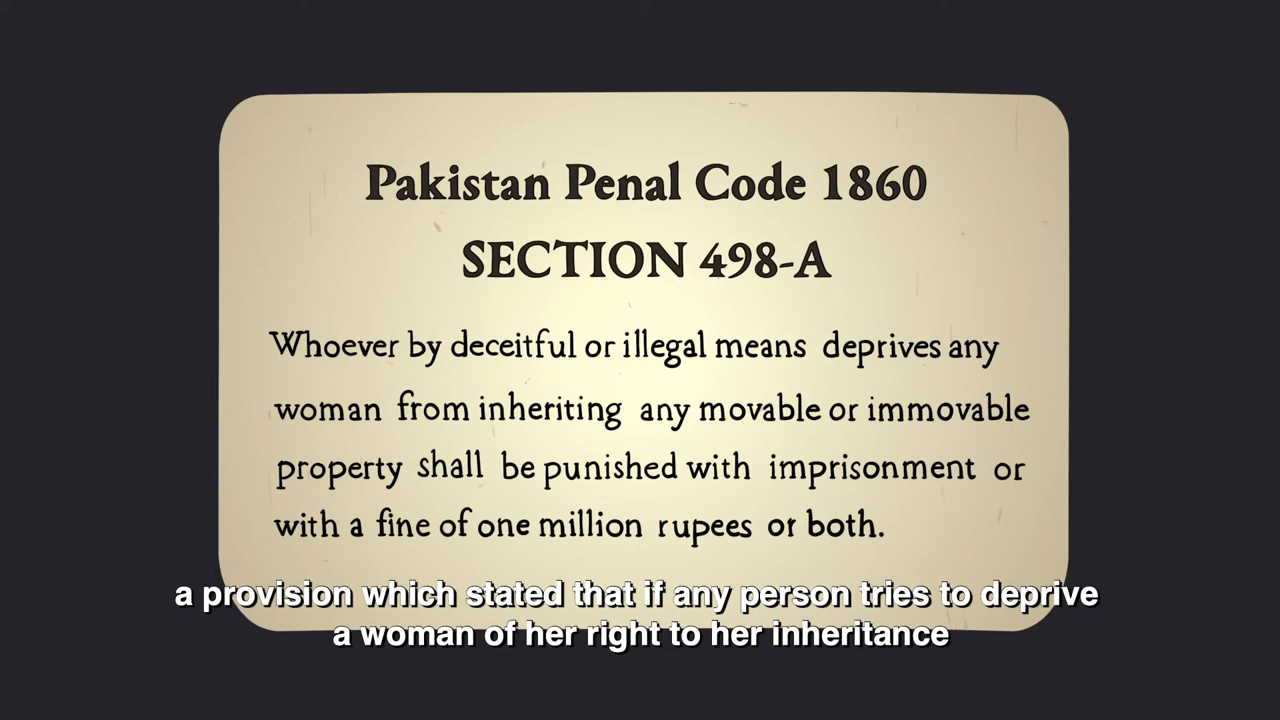 Pakistan Penal Code 1860
SECTION 498-A
Whoever by deceitful or illegal means deprives any
woman from inheriting any movable or immovable
property shall be punished with imprisonment or
with a fine of one million rupees or both.
a provision which stated that if any person tries to deprive
a woman of her right to her inheritance